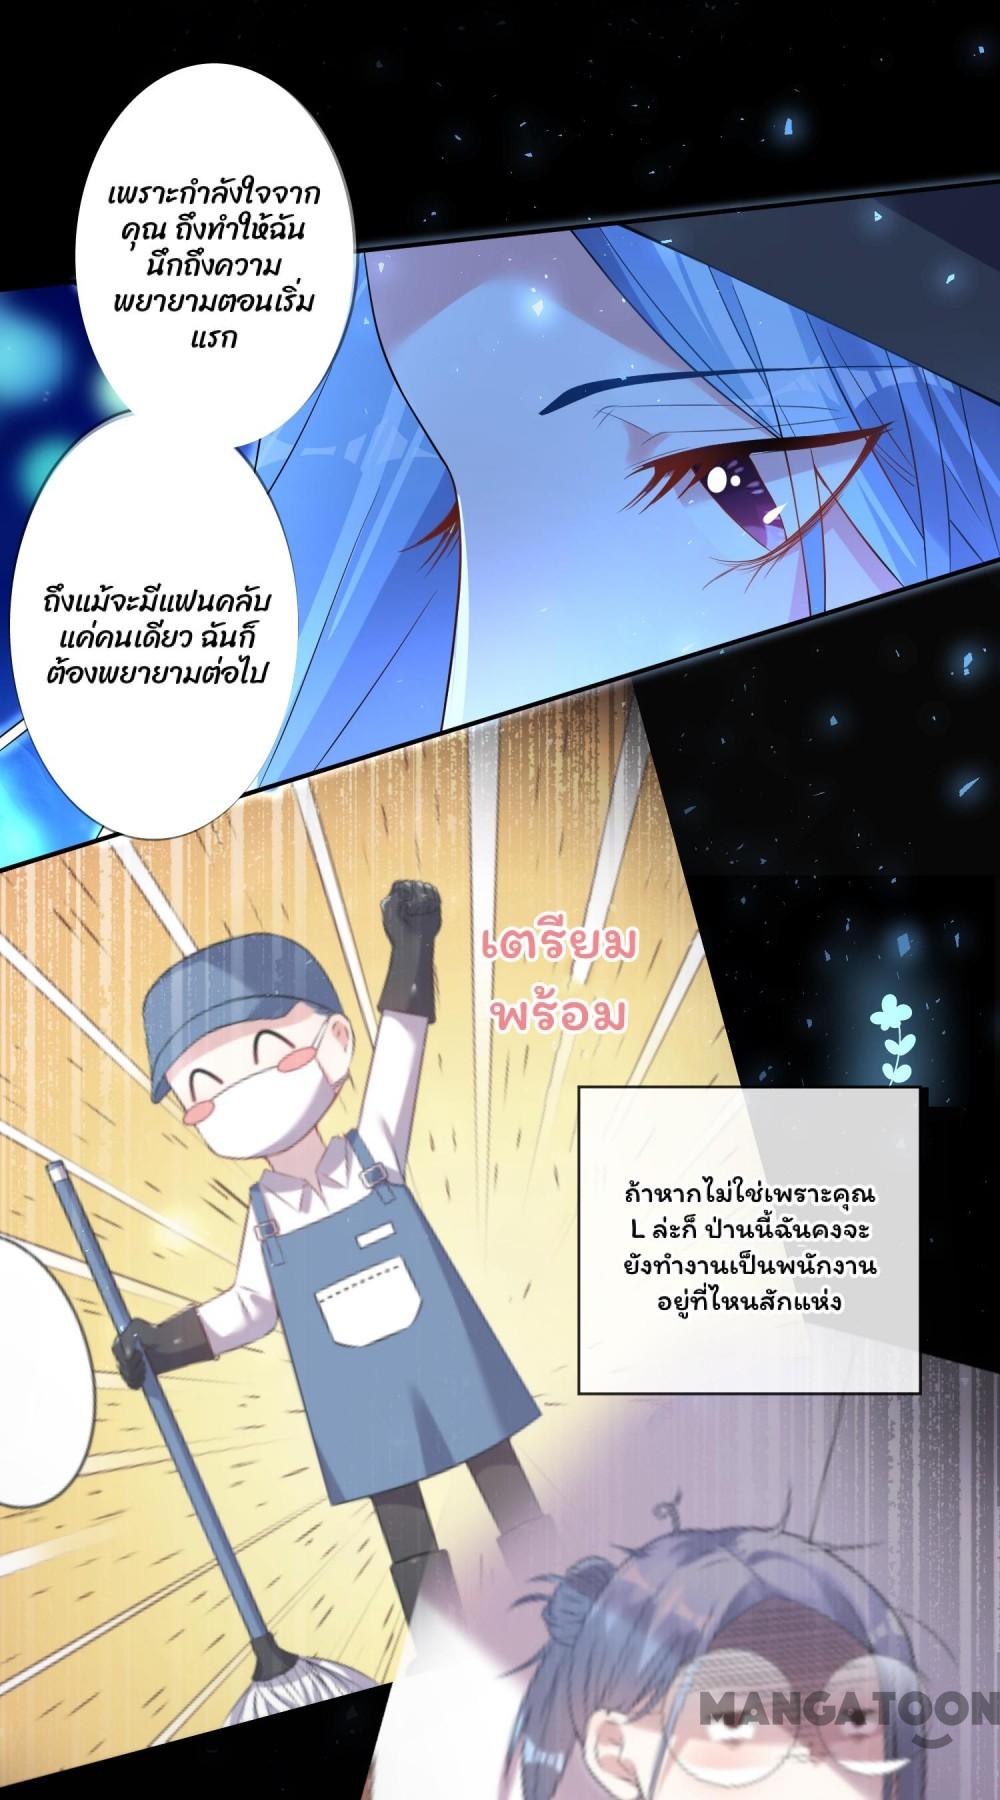 เพราะกำลังใจจาก
คุณ ถึงทำให้ฉัน
นึกถึงความ
พยายามตอนเริ่ม
แรก
ถึงแม้จะมีแฟนคลับ
แค่คนเดียว ฉันก็
ต้องพยายามต่อไป
เตรียม
พร้อม
ถ้าหากไม่ใช่เพราะคุณ
L ล่ะก็ ป่านนี้ฉันคงจะ
ยังทำงานเป็นพนักงาน
อยู่ที่ไหนสักแห่ง
MANGATOON